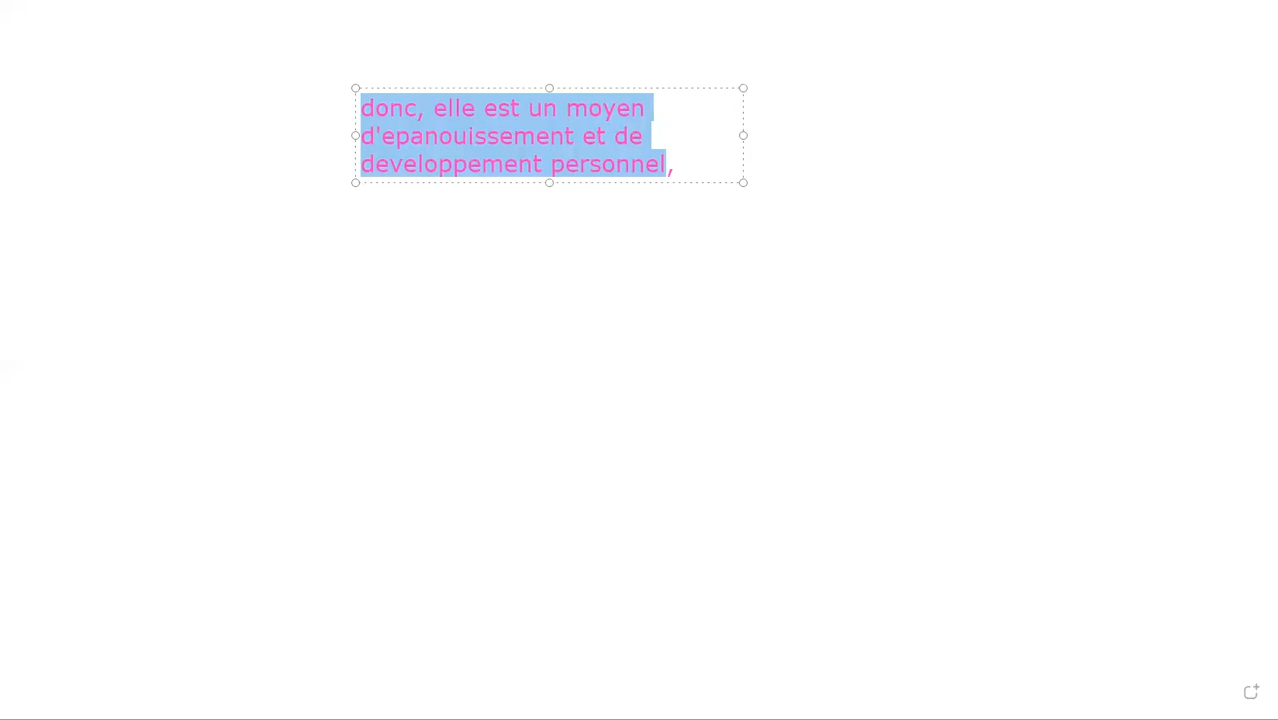 donc, elle est un moyen
d'epanouissement et de
developpement personnel,